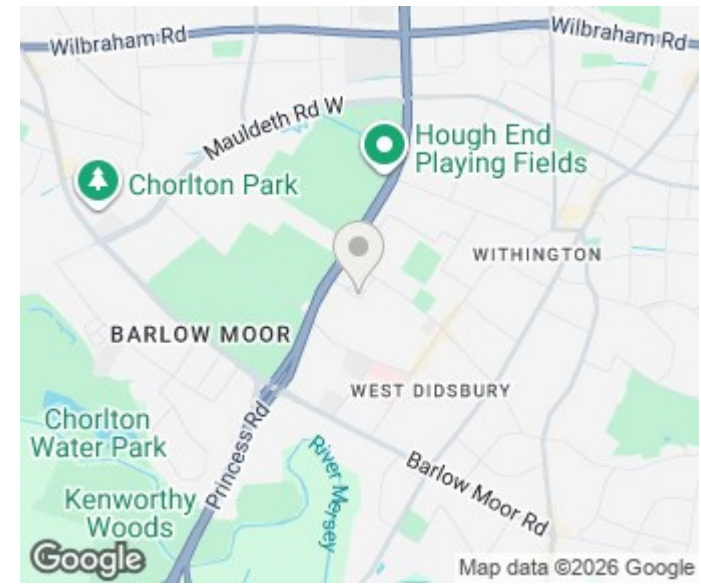 Wilbraham Rd
Wilbraham Rd
Mauldeth Rd W
Hough End
Playing Fields
Chorlton Park
WITHINGTON
BARLOW MOOR
WEST DIDSBURY
Chorlton
Water Park
Princess Rd
River Mersey
Barlow Moor Rd
Kenworthy
Woods
Google
Map data ©2026 Google